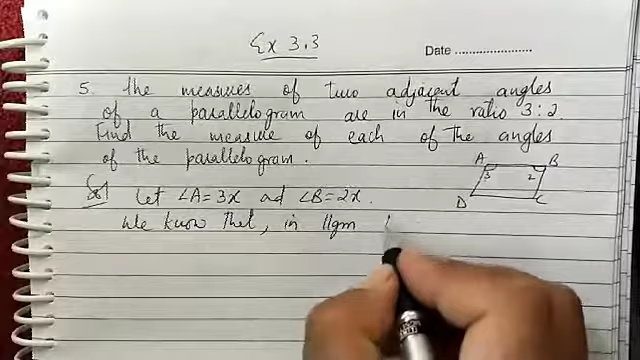 Ex 3.3
Date ........................
5. The measures of two adjacent angles
of a parallelogram are in the ratio 3:2.
Find the measure of each of the angles
of the parallelogram.
A B
3 2
D C
Sol Let ∠A=3x ad ∠B=2x.
We know that, in ||gm